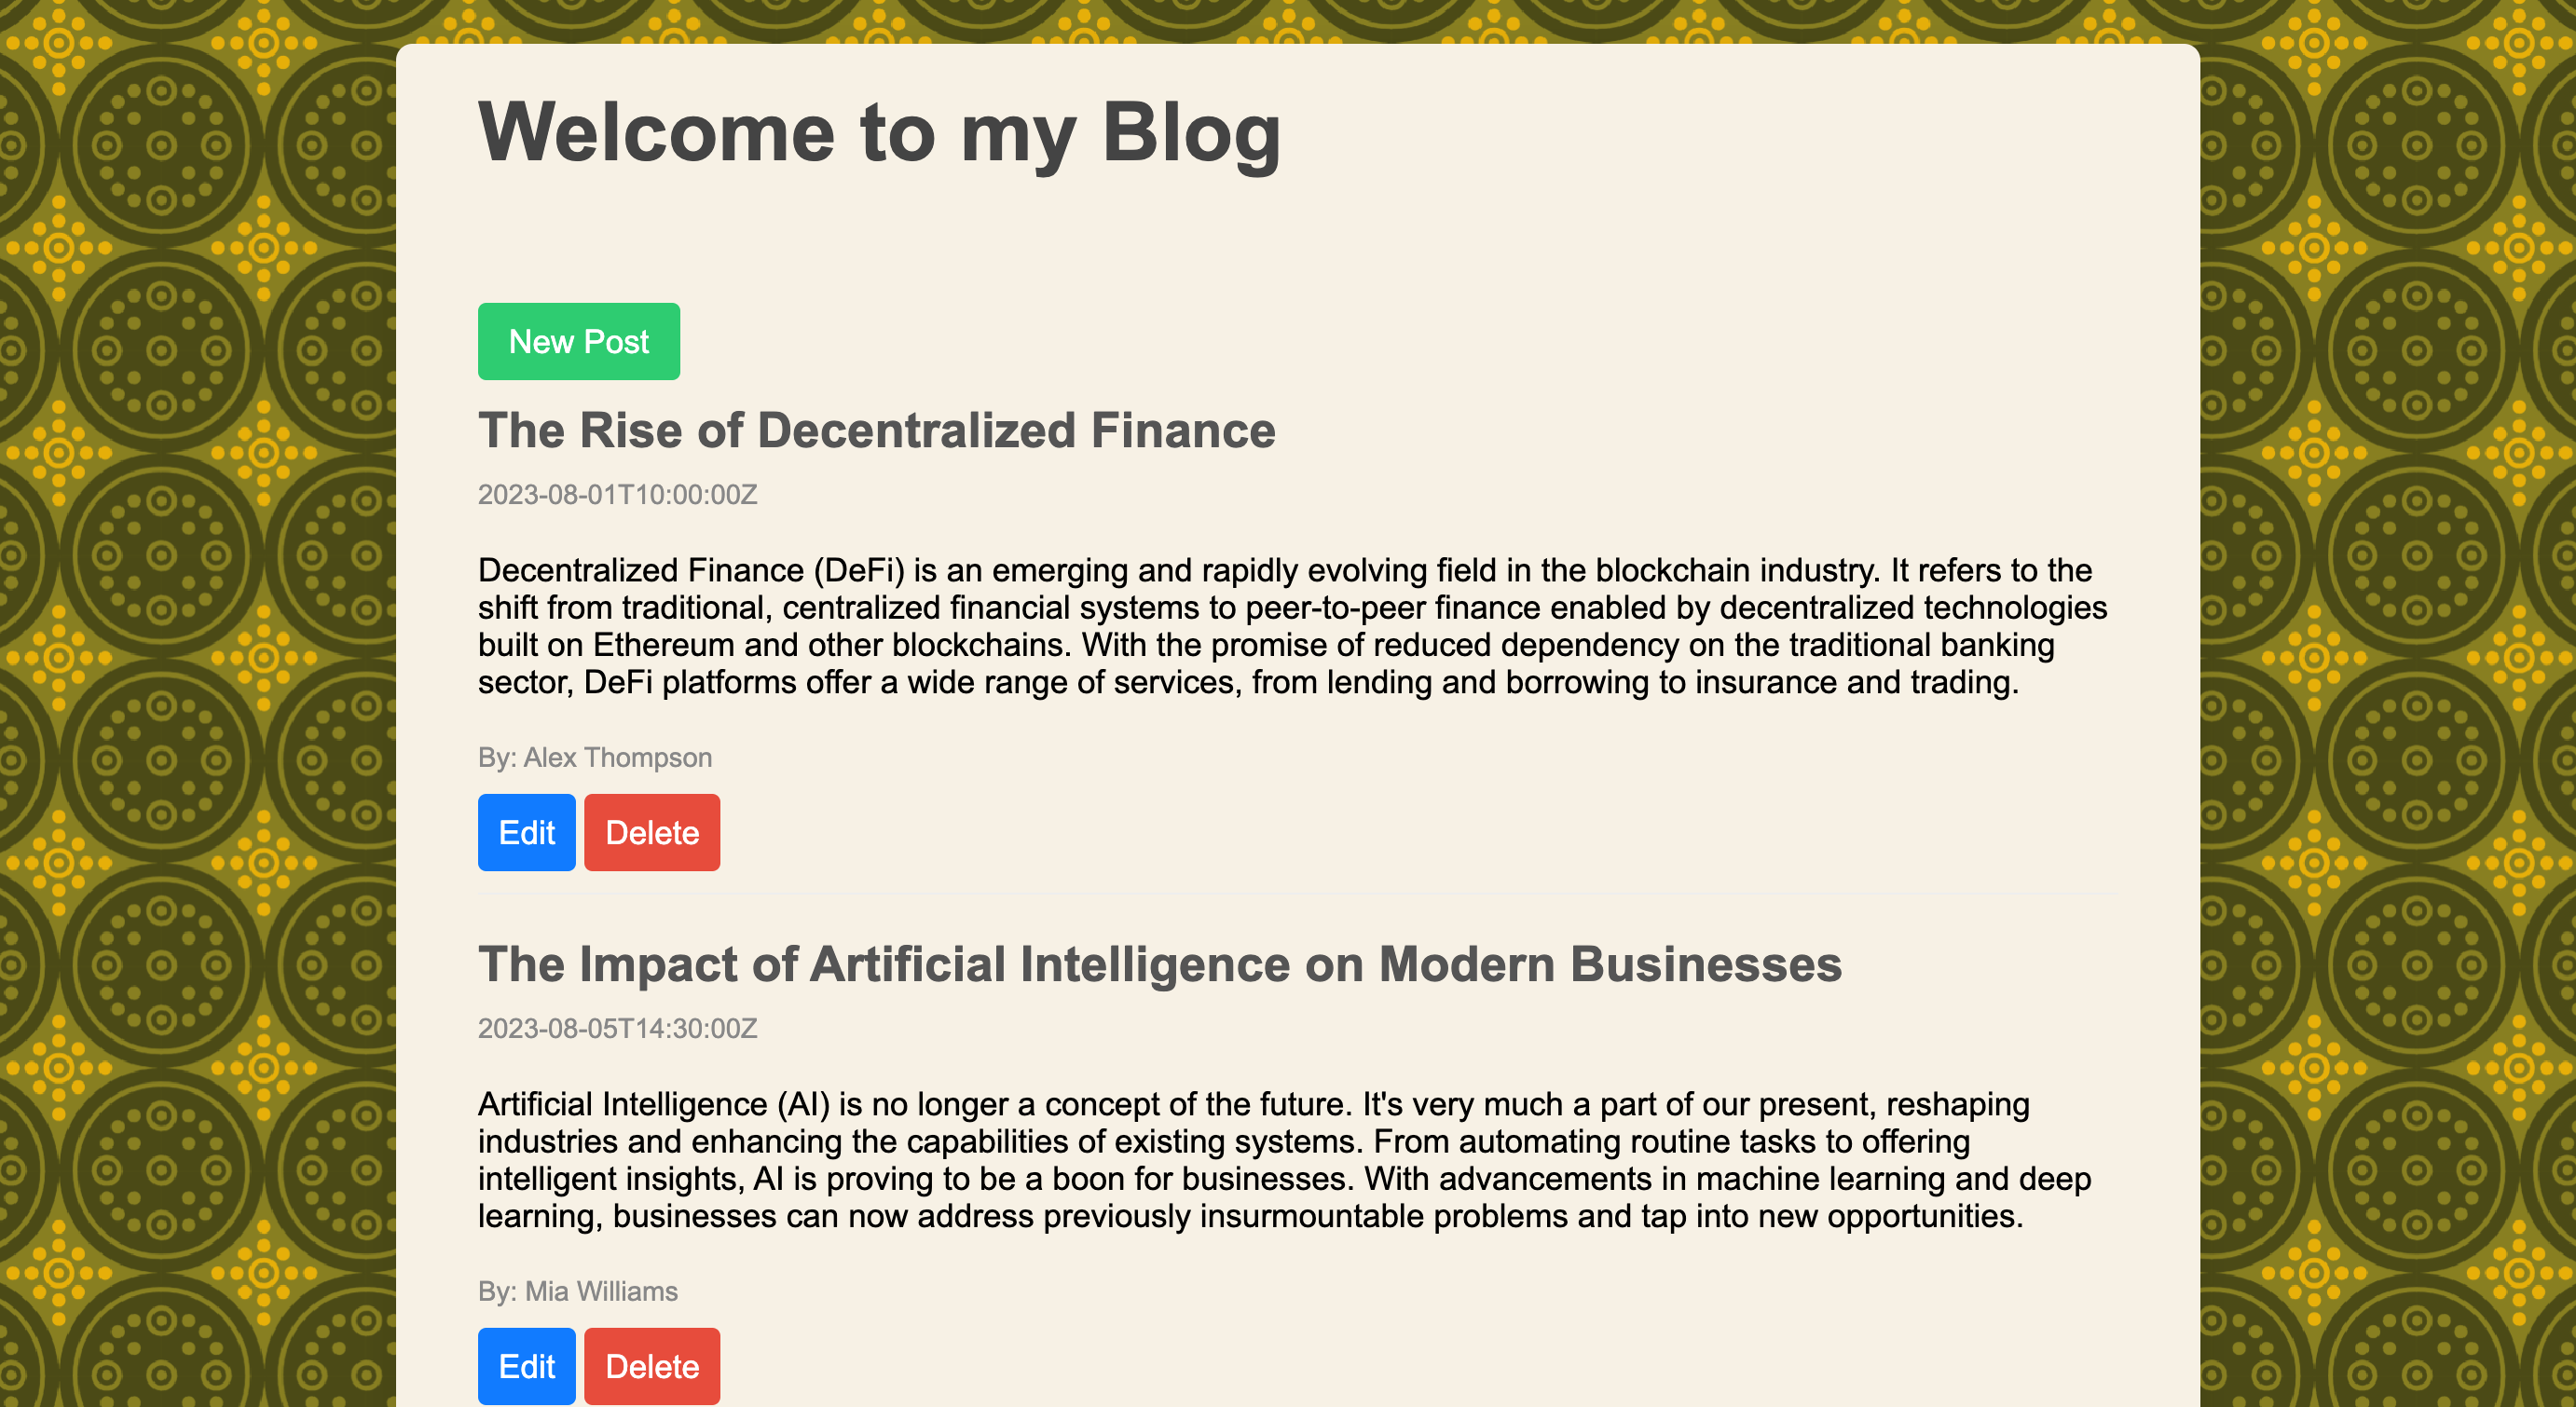 Welcome to my Blog
New Post
The Rise of Decentralized Finance
2023-08-01T10:00:00Z
Decentralized Finance (DeFi) is an emerging and rapidly evolving field in the blockchain industry. It refers to the
shift from traditional, centralized financial systems to peer-to-peer finance enabled by decentralized technologies
built on Ethereum and other blockchains. With the promise of reduced dependency on the traditional banking
sector, DeFi platforms offer a wide range of services, from lending and borrowing to insurance and trading.
By: Alex Thompson
Edit Delete
The Impact of Artificial Intelligence on Modern Businesses
2023-08-05T14:30:00Z
Artificial Intelligence (AI) is no longer a concept of the future. It's very much a part of our present, reshaping
industries and enhancing the capabilities of existing systems. From automating routine tasks to offering
intelligent insights, AI is proving to be a boon for businesses. With advancements in machine learning and deep
learning, businesses can now address previously insurmountable problems and tap into new opportunities.
By: Mia Williams
Edit Delete